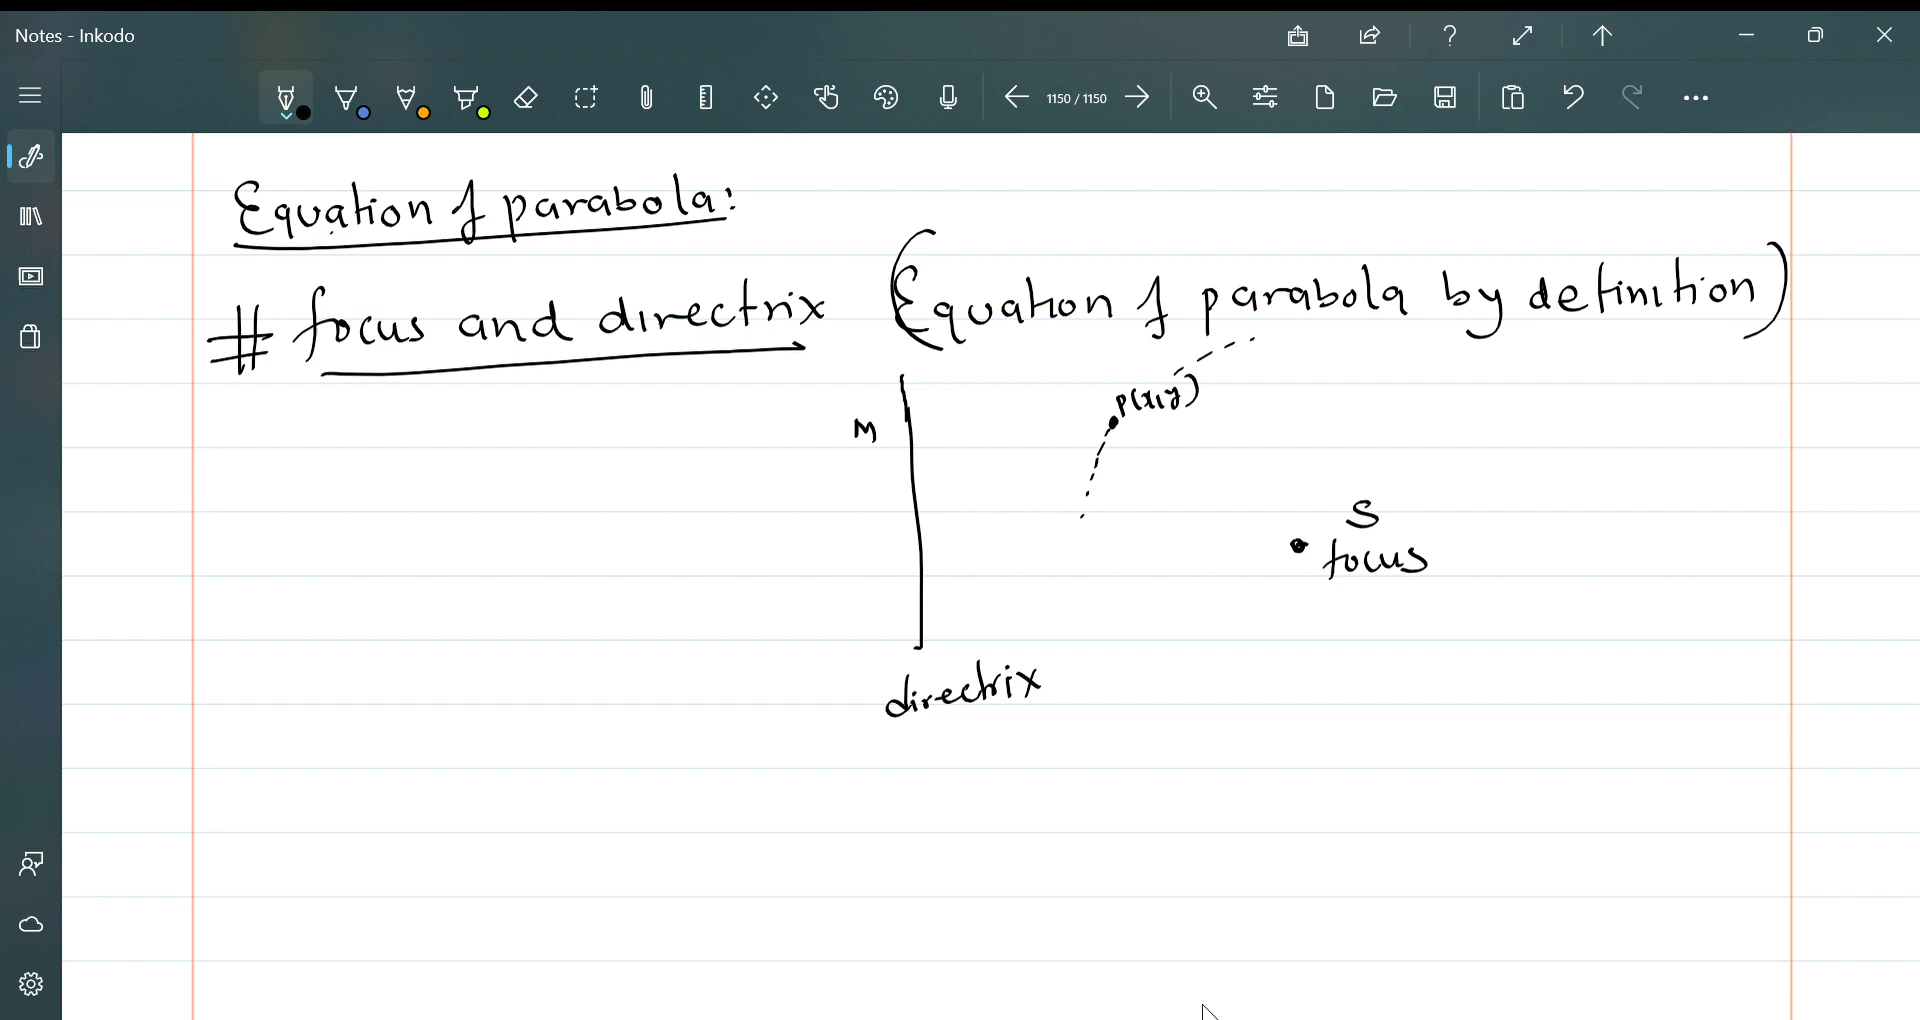 Notes - Inkodo
1150 / 1150
Equation of parabola:
# focus and directrix (Equation of parabola by definition)
P(x,y)
M
S
focus
directrix